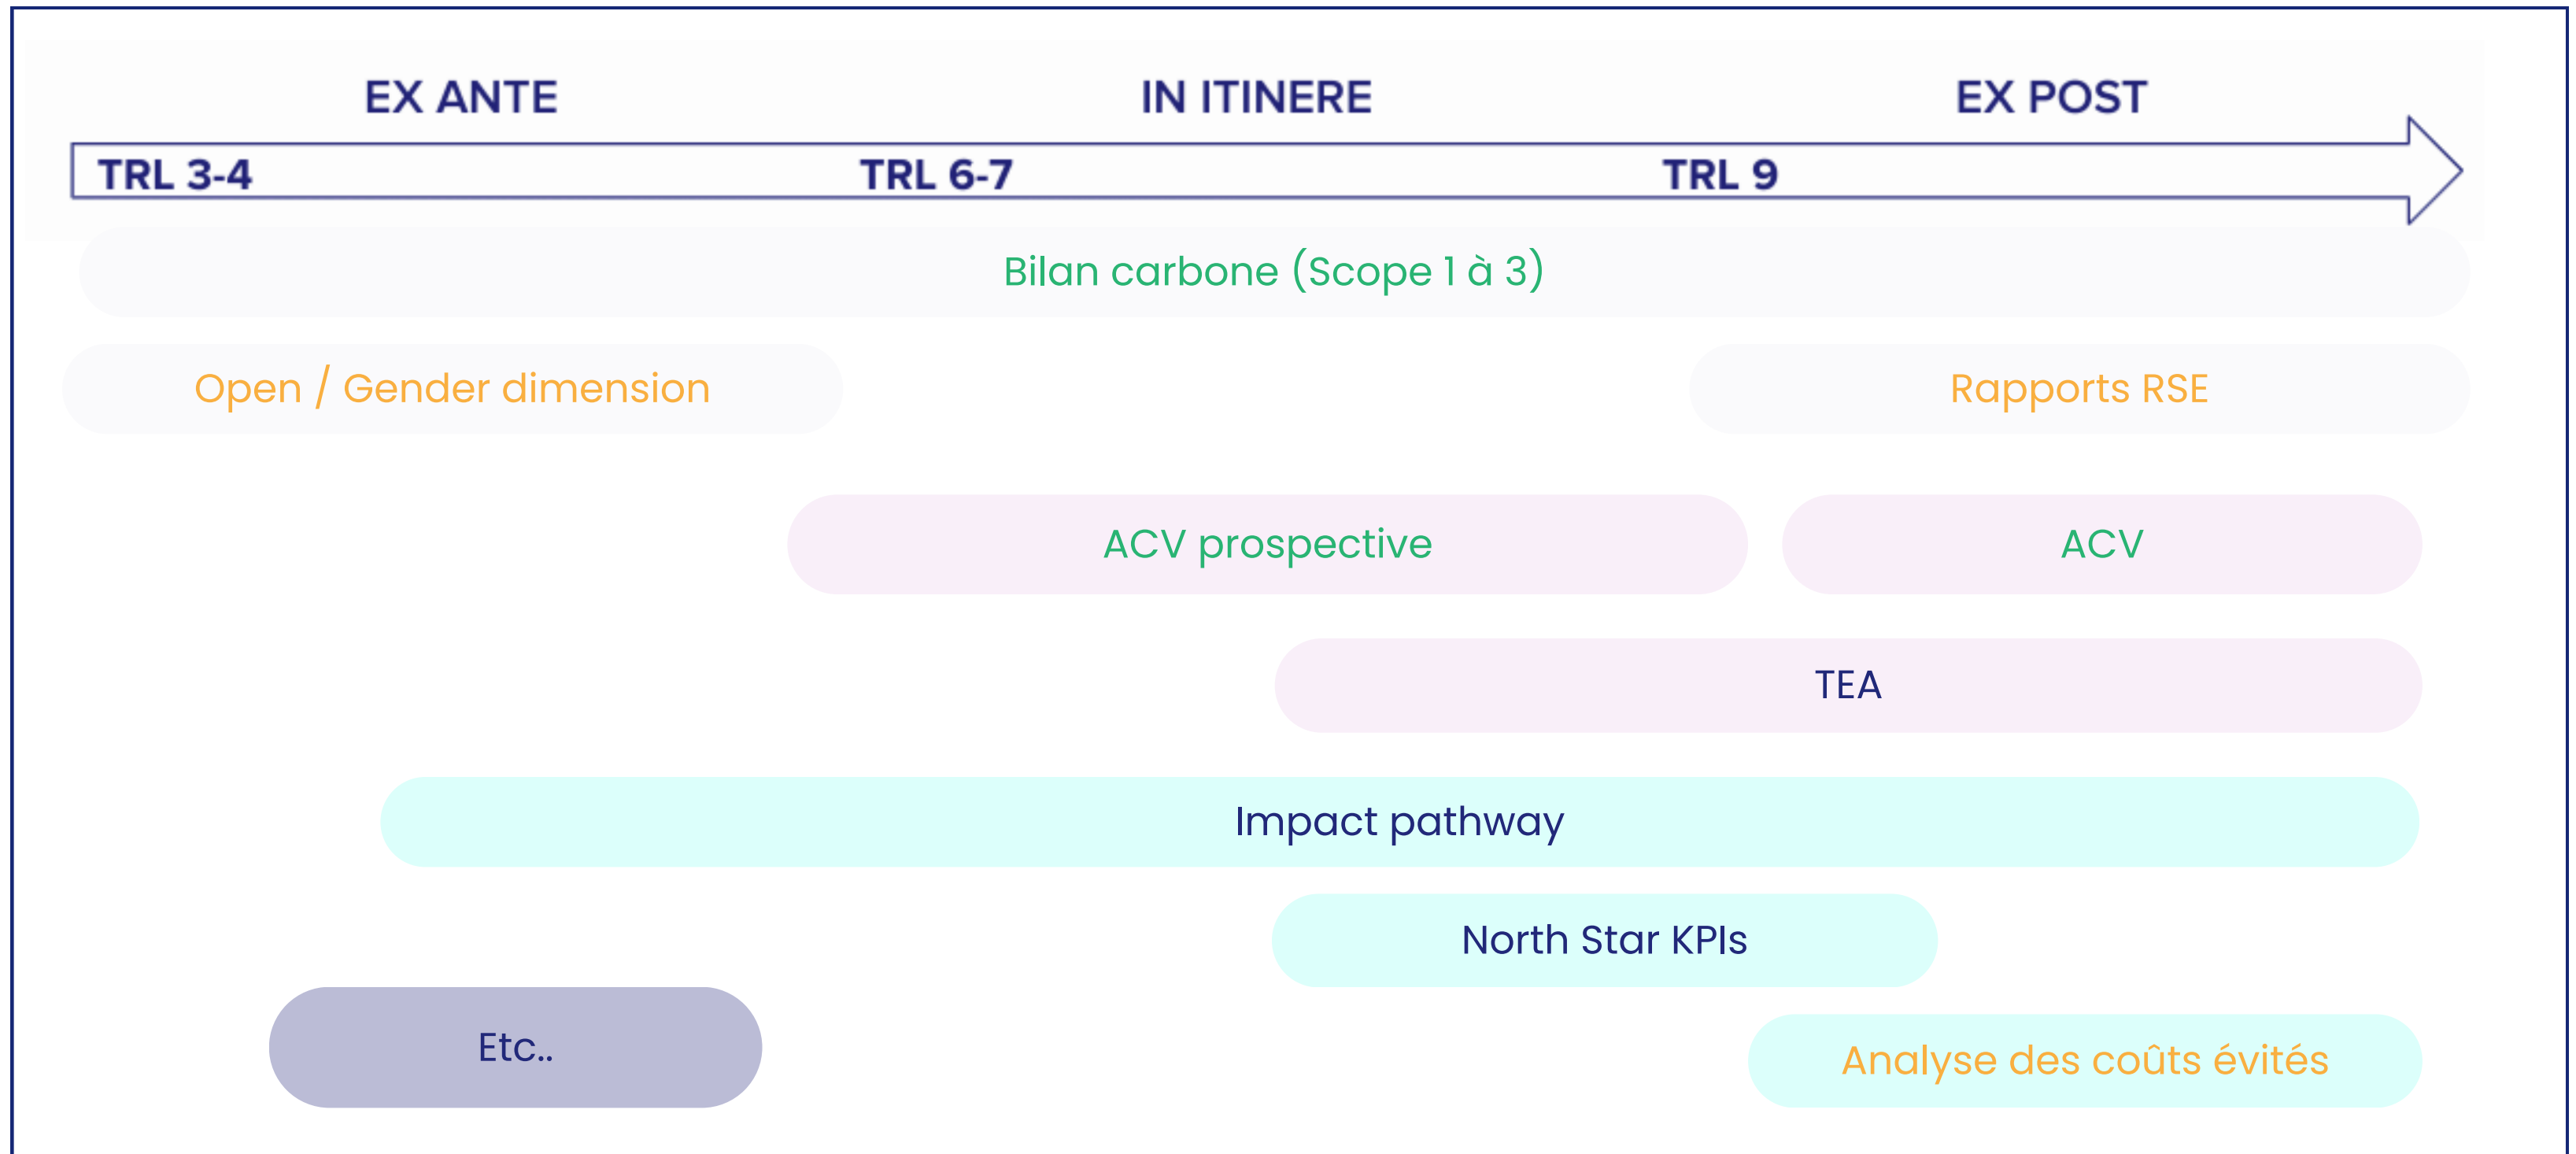 EX ANTE
IN ITINERE
EX POST
TRL 3-4
TRL 6-7
TRL 9
Bilan carbone (Scope 1 à 3)
Open / Gender dimension
Rapports RSE
ACV prospective
ACV
TEA
Impact pathway
North Star KPIs
Etc..
Analyse des coûts évités